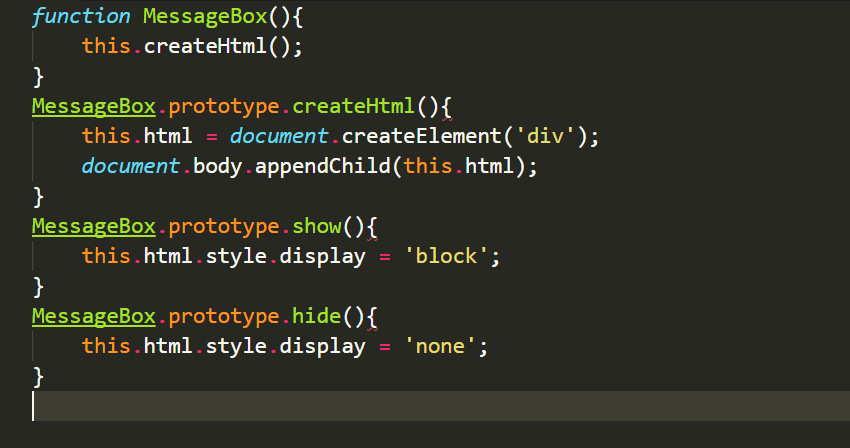 function MessageBox(){
    this.createHtml();
}
MessageBox.prototype.createHtml(){
    this.html = document.createElement('div');
    document.body.appendChild(this.html);
}
MessageBox.prototype.show(){
    this.html.style.display = 'block';
}
MessageBox.prototype.hide(){
    this.html.style.display = 'none';
}